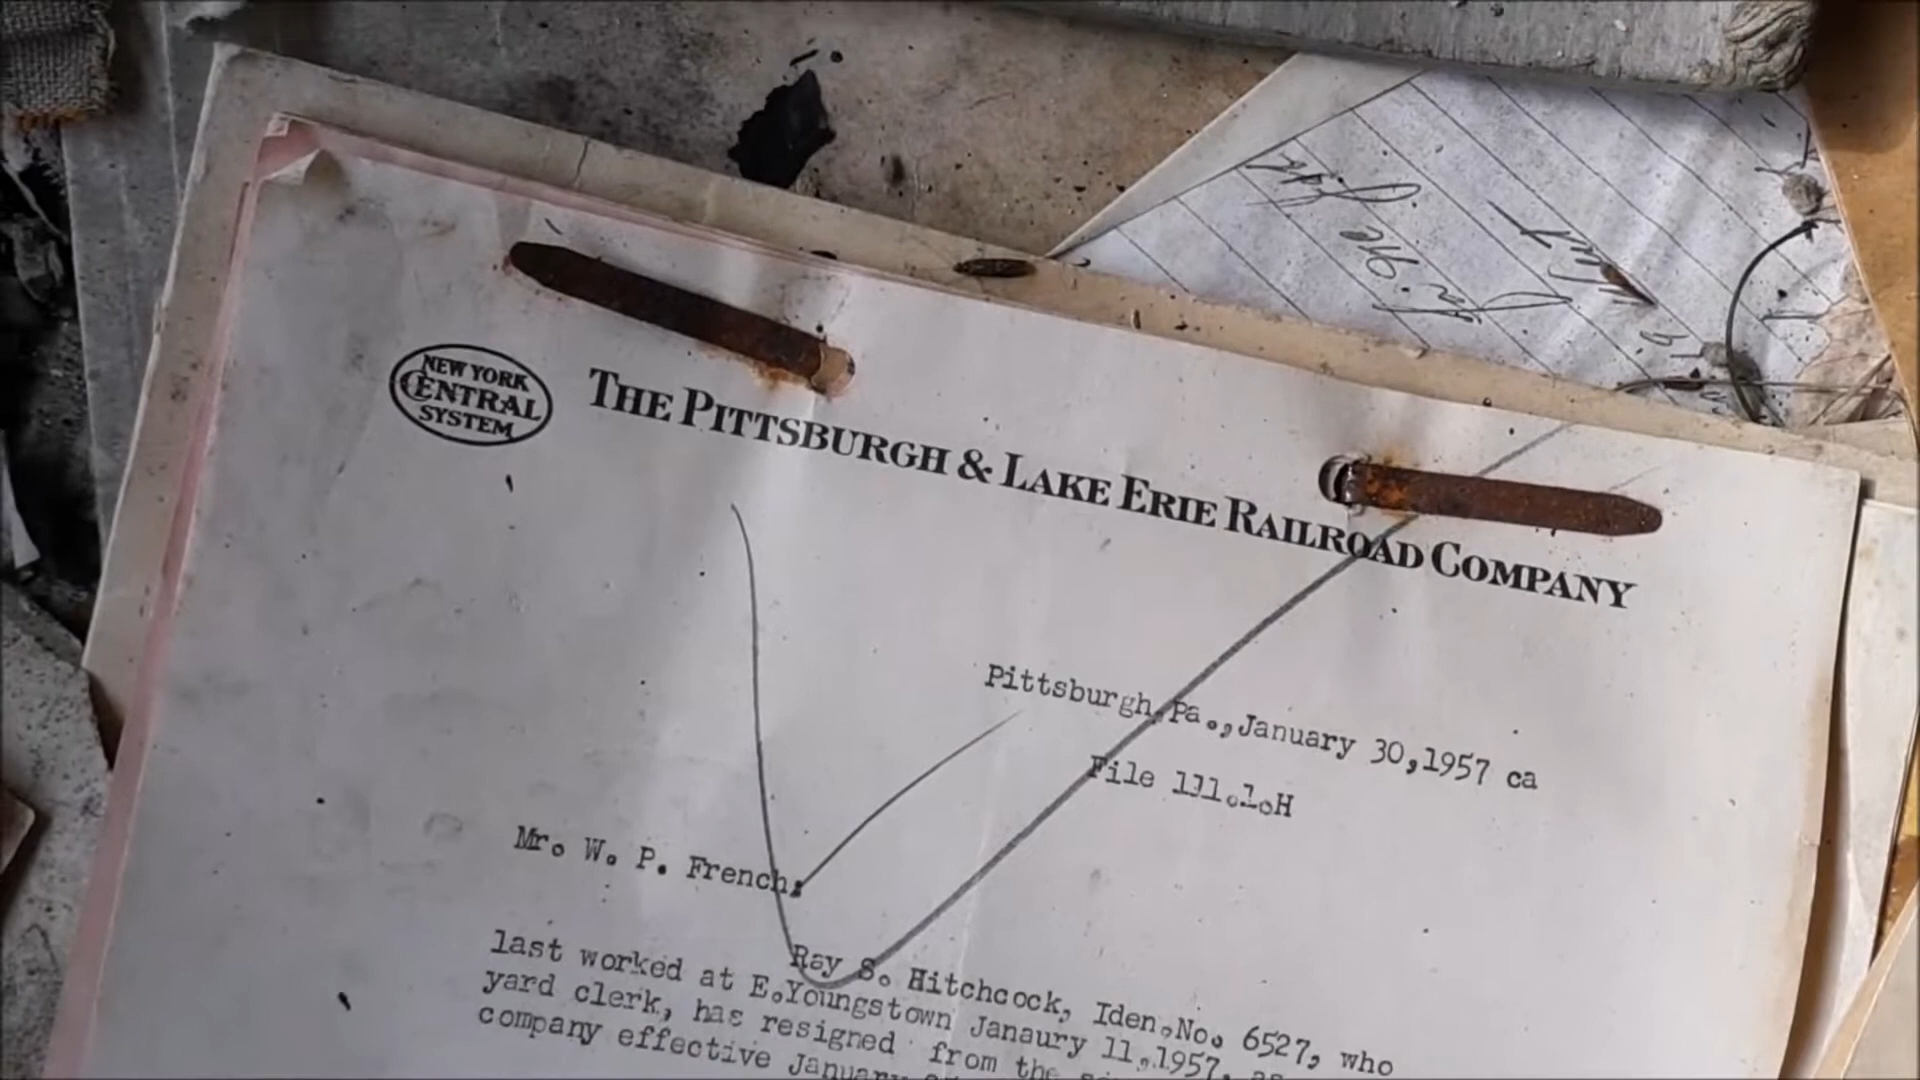 NEW YORK
CENTRAL
SYSTEM
THE PITTSBURGH & LAKE ERIE RAILROAD COMPANY
Pittsburgh,Pa.,January 30,1957 ca
File 111.1.H
Mr. W. P. French:
Ray S. Hitchcock, Iden.No. 6527, who
last worked at E.Youngstown Janaury 11,1957, as
yard clerk, has resigned from the
company effective January